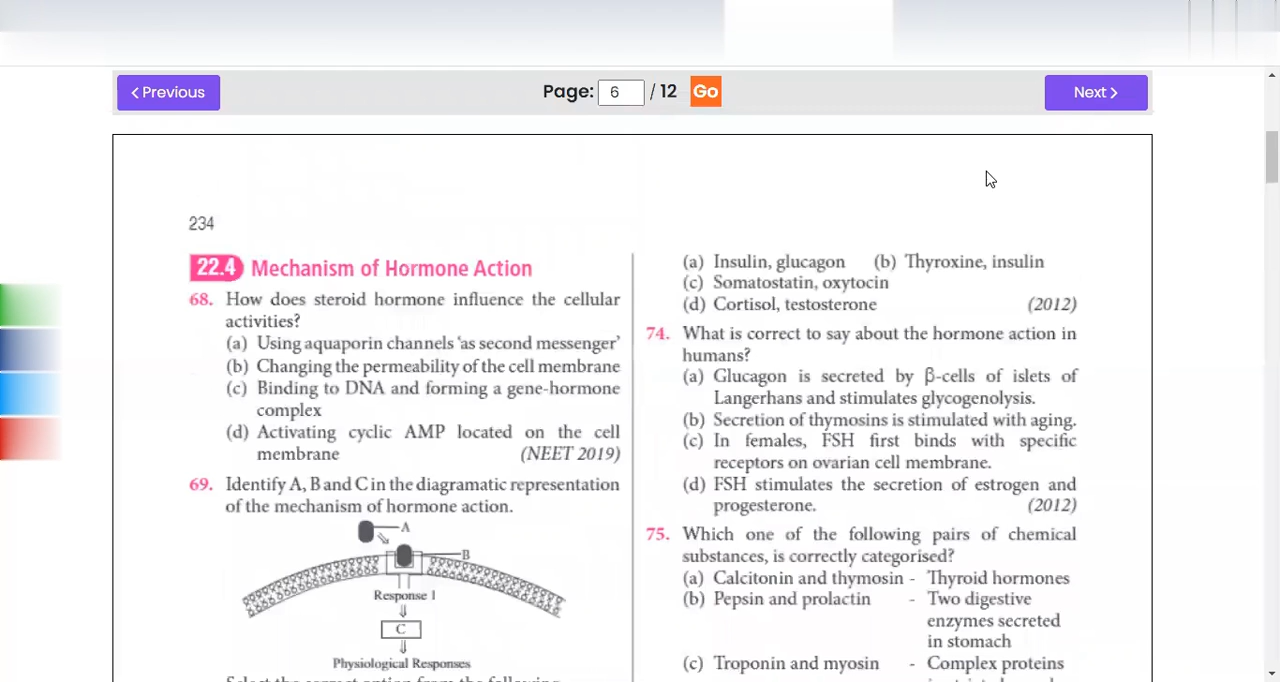 Previous
Page: 6 / 12 Go
Next
234
22.4 Mechanism of Hormone Action
68. How does steroid hormone influence the cellular
activities?
(a) Using aquaporin channels ‘as second messenger’
(b) Changing the permeability of the cell membrane
(c) Binding to DNA and forming a gene-hormone
complex
(d) Activating cyclic AMP located on the cell
membrane (NEET 2019)
69. Identify A, B and C in the diagramatic representation
of the mechanism of hormone action.
A
B
Response 1
C
Physiological Responses
Select the correct option from the following
(a) Insulin, glucagon (b) Thyroxine, insulin
(c) Somatostatin, oxytocin
(d) Cortisol, testosterone (2012)
74. What is correct to say about the hormone action in
humans?
(a) Glucagon is secreted by β-cells of islets of
Langerhans and stimulates glycogenolysis.
(b) Secretion of thymosins is stimulated with aging.
(c) In females, FSH first binds with specific
receptors on ovarian cell membrane.
(d) FSH stimulates the secretion of estrogen and
progesterone. (2012)
75. Which one of the following pairs of chemical
substances, is correctly categorised?
(a) Calcitonin and thymosin - Thyroid hormones
(b) Pepsin and prolactin - Two digestive
enzymes secreted
in stomach
(c) Troponin and myosin - Complex proteins